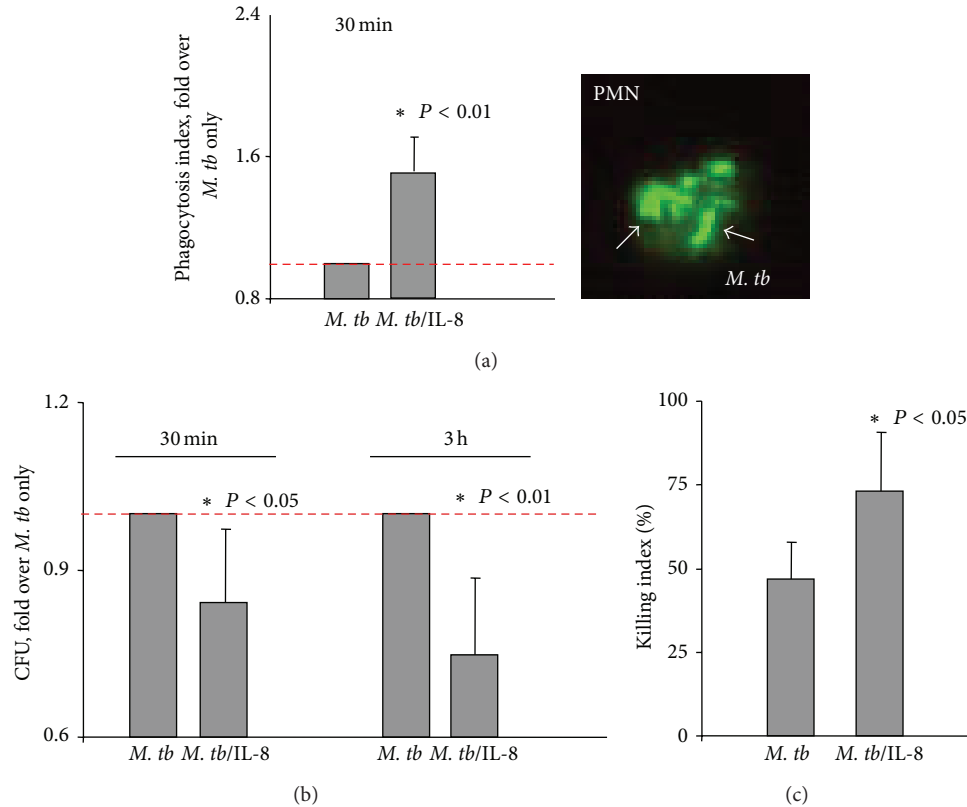 2.4
30 min
Phagocytosis index, fold over
M. tb only
* P < 0.01
1.6
0.8
M. tb M. tb/IL-8
PMN
M. tb
(a)
1.2
30 min
3 h
CFU, fold over M. tb only
* P < 0.05
* P < 0.01
0.9
0.6
M. tb M. tb/IL-8
M. tb M. tb/IL-8
(b)
100
* P < 0.05
75
Killing index (%)
50
25
0
M. tb M. tb/IL-8
(c)